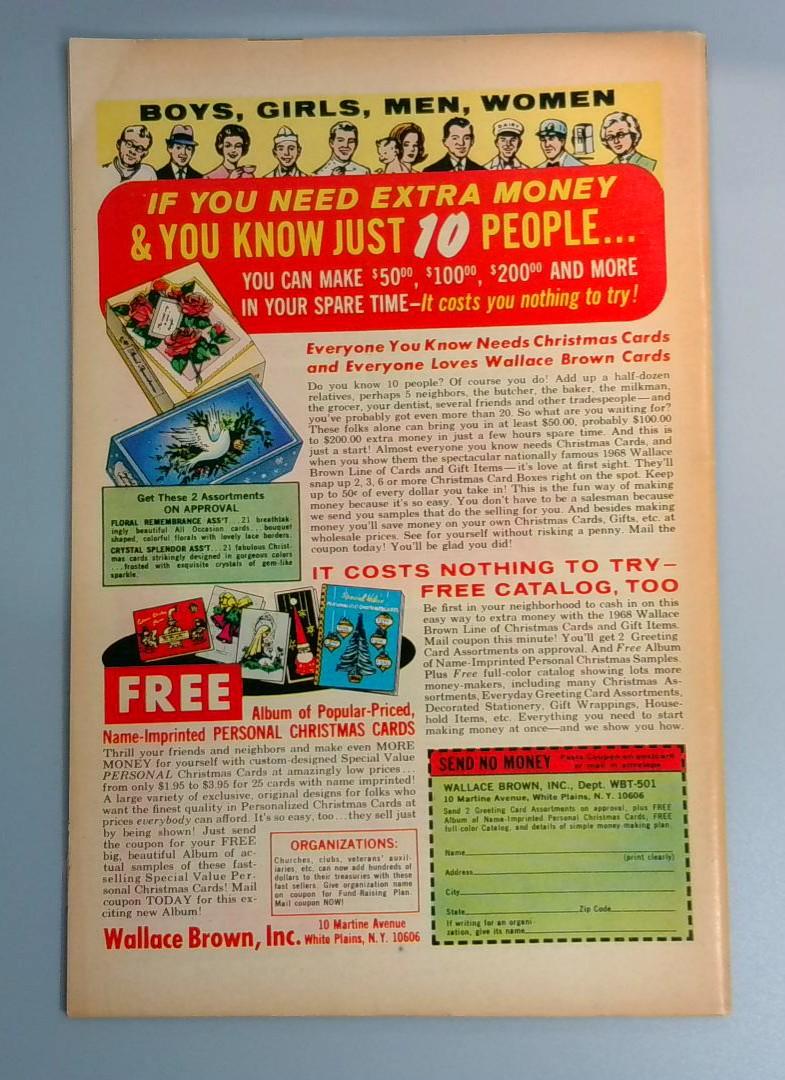 BOYS, GIRLS, MEN, WOMEN
IF YOU NEED EXTRA MONEY
& YOU KNOW JUST 10 PEOPLE...
YOU CAN MAKE $50⁰⁰, $100⁰⁰, $200⁰⁰ AND MORE
IN YOUR SPARE TIME—It costs you nothing to try!
Everyone You Know Needs Christmas Cards
and Everyone Loves Wallace Brown Cards
Do you know 10 people? Of course you do! Add up a half-dozen
relatives, perhaps 5 neighbors, the butcher, the baker, the milkman,
the grocer, your dentist, several friends and other tradespeople—and
you've probably got even more than 20. So what are you waiting for?
These folks alone can bring you in at least $50.00, probably $100.00
to $200.00 extra money in just a few hours spare time. And this is
just a start! Almost everyone you know needs Christmas Cards, and
when you show them the spectacular nationally famous 1968 Wallace
Brown Line of Cards and Gift Items—it's love at first sight. They'll
snap up 2, 3, 6 or more Christmas Card Boxes right on the spot. Keep
up to 50¢ of every dollar you take in! This is the fun way of making
money because it's so easy. You don't have to be a salesman because
we send you samples that do the selling for you. And besides making
money you'll save money on your own Christmas Cards, Gifts, etc. at
wholesale prices. See for yourself without risking a penny. Mail the
coupon today! You'll be glad you did!
Get These 2 Assortments
ON APPROVAL
FLORAL REMEMBRANCE ASS'T...21 breathtak-
ingly beautiful All Occasion cards...bouquet
shaped, colorful florals with lovely lace borders.
CRYSTAL SPLENDOR ASS'T...21 fabulous Christ-
mas cards strikingly designed in gorgeous colors
...frosted with exquisite crystals of gem-like
sparkle.
IT COSTS NOTHING TO TRY—
FREE CATALOG, TOO
Be first in your neighborhood to cash in on this
easy way to extra money with the 1968 Wallace
Brown Line of Christmas Cards and Gift Items.
Mail coupon this minute! You'll get 2 Greeting
Card Assortments on approval. And Free Album
of Name-Imprinted Personal Christmas Samples.
Plus Free full-color catalog showing lots more
money-makers, including many Christmas As-
sortments, Everyday Greeting Card Assortments,
Decorated Stationery, Gift Wrappings, House-
hold Items, etc. Everything you need to start
making money at once—and we show you how.
Special Value
PERSONALIZED CHRISTMAS CARDS
FREE
Album of Popular-Priced,
Name-Imprinted PERSONAL CHRISTMAS CARDS
Thrill your friends and neighbors and make even MORE
MONEY for yourself with custom-designed Special Value
PERSONAL Christmas Cards at amazingly low prices...
from only $1.95 to $3.95 for 25 cards with name imprinted!
A large variety of exclusive, original designs for folks who
want the finest quality in Personalized Christmas Cards at
prices everybody can afford. It's so easy, too...they sell just
by being shown! Just send
the coupon for your FREE
big, beautiful Album of ac-
tual samples of these fast-
selling Special Value Per-
sonal Christmas Cards! Mail
coupon TODAY for this ex-
citing new Album!
ORGANIZATIONS:
Churches, clubs, veterans' auxil-
iaries, etc. can now add hundreds of
dollars to their treasuries with these
fast sellers. Give organization name
on coupon for Fund-Raising Plan.
Mail coupon NOW!
Wallace Brown, Inc.
10 Martine Avenue
White Plains, N.Y. 10606
SEND NO MONEY
Paste Coupon on postcard
or mail in envelope
WALLACE BROWN, INC., Dept. WBT-501
10 Martine Avenue, White Plains, N. Y. 10606
Send 2 Greeting Card Assortments on approval, plus FREE
Album of Name-Imprinted Personal Christmas Cards, FREE
full-color Catalog, and details of simple money-making plan.
Name
(print clearly)
Address
City
State Zip Code
If writing for an organi-
zation, give its name